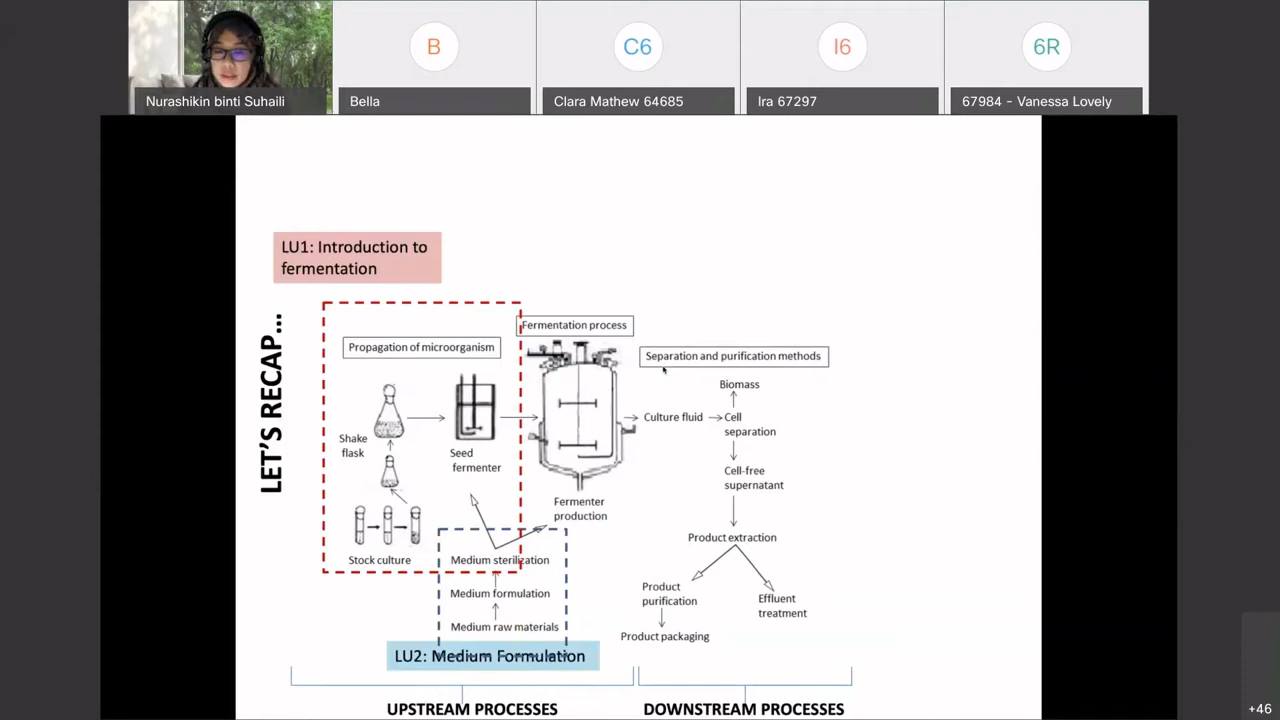 B
C6
I6
6R
Nurashikin binti Suhaili
Bella
Clara Mathew 64685
Ira 67297
67984 - Vanessa Lovely
LU1: Introduction to
fermentation
LET'S RECAP...
Propagation of microorganism
Fermentation process
Separation and purification methods
Biomass
Culture fluid
Cell
separation
Shake
flask
Seed
fermenter
Cell-free
supernatant
Fermenter
production
Stock culture
Medium sterilization
Product extraction
Medium formulation
Product
purification
Effluent
treatment
Medium raw materials
Product packaging
LU2: Medium Formulation
UPSTREAM PROCESSES
DOWNSTREAM PROCESSES
+46